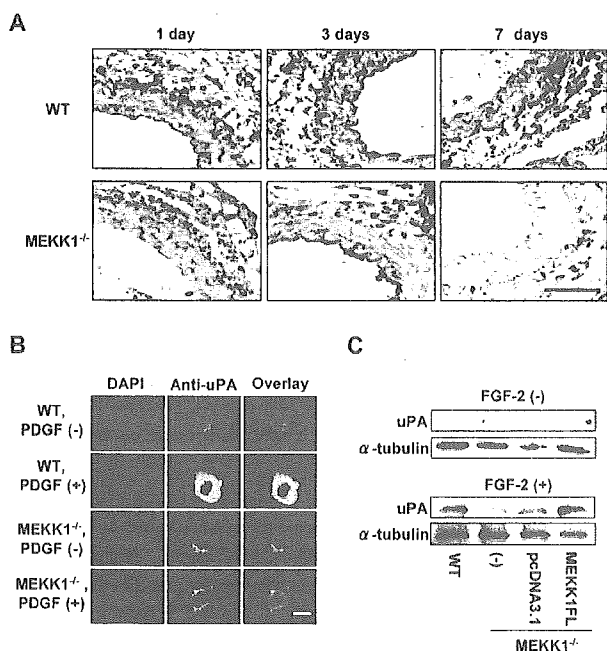 A
1 day 3 days 7 days
WT
MEKK1-/-
B
DAPI Anti-uPA Overlay
WT,
PDGF (-)
WT,
PDGF (+)
MEKK1-/-,
PDGF (-)
MEKK1-/-,
PDGF (+)
C
FGF-2 (-)
uPA
α-tubulin
FGF-2 (+)
uPA
α-tubulin
WT
(-)
pcDNA3.1
MEKK1FL
MEKK1-/-